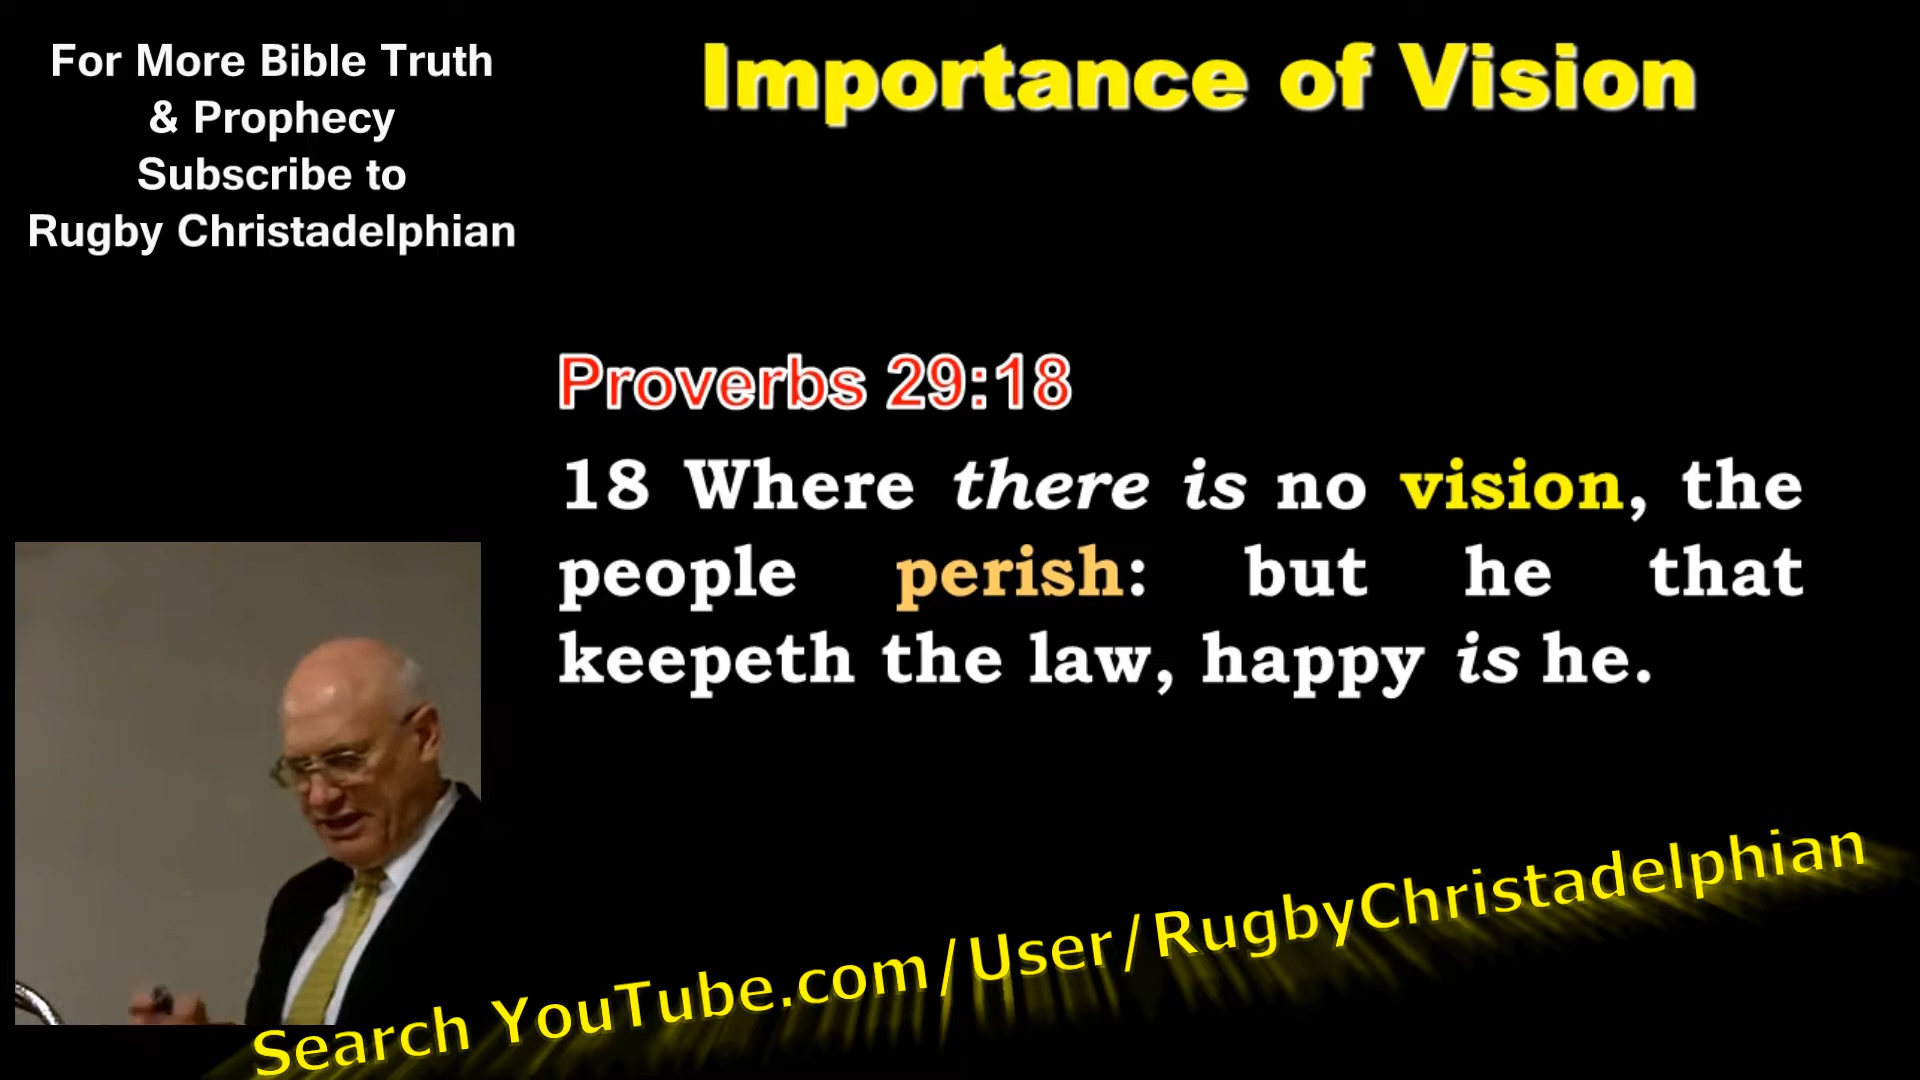 For More Bible Truth
& Prophecy
Subscribe to
Rugby Christadelphian
Importance of Vision
Proverbs 29:18
18 Where there is no vision, the
people perish: but he that
keepeth the law, happy is he.
Search YouTube.com/User/RugbyChristadelphian